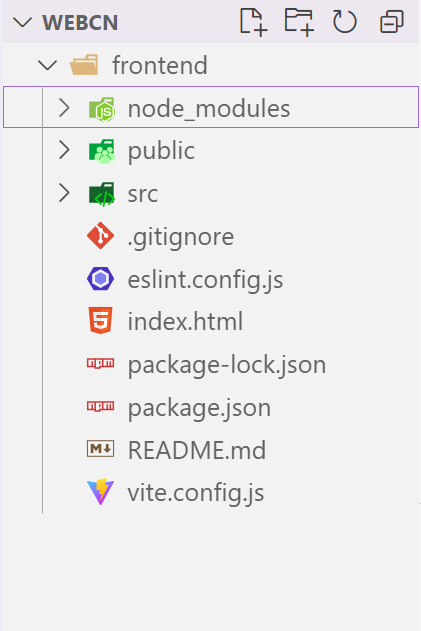 WEBCN
frontend
node_modules
public
src
.gitignore
eslint.config.js
index.html
package-lock.json
package.json
README.md
vite.config.js